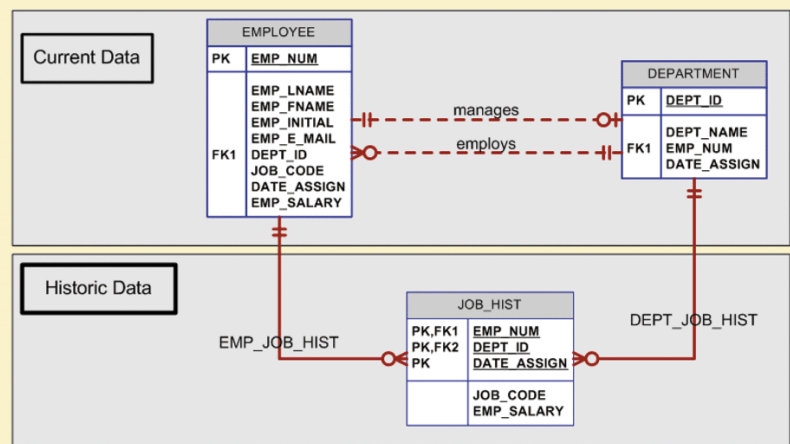 Current Data
EMPLOYEE
PK EMP_NUM
EMP_LNAME
EMP_FNAME
EMP_INITIAL
EMP_E_MAIL
FK1 DEPT_ID
JOB_CODE
DATE_ASSIGN
EMP_SALARY
manages
employs
DEPARTMENT
PK DEPT_ID
DEPT_NAME
FK1 EMP_NUM
DATE_ASSIGN
Historic Data
EMP_JOB_HIST
JOB_HIST
PK,FK1 EMP_NUM
PK,FK2 DEPT_ID
PK DATE_ASSIGN
JOB_CODE
EMP_SALARY
DEPT_JOB_HIST